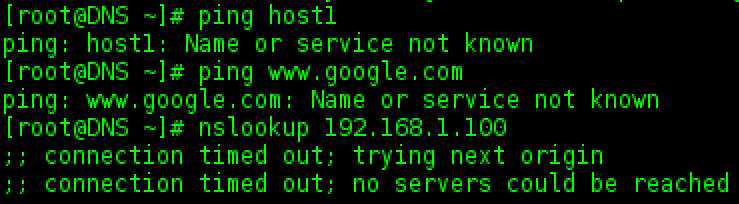 [root@DNS ~]# ping host1
ping: host1: Name or service not known
[root@DNS ~]# ping www.google.com
ping: www.google.com: Name or service not known
[root@DNS ~]# nslookup 192.168.1.100
;; connection timed out; trying next origin
;; connection timed out; no servers could be reached